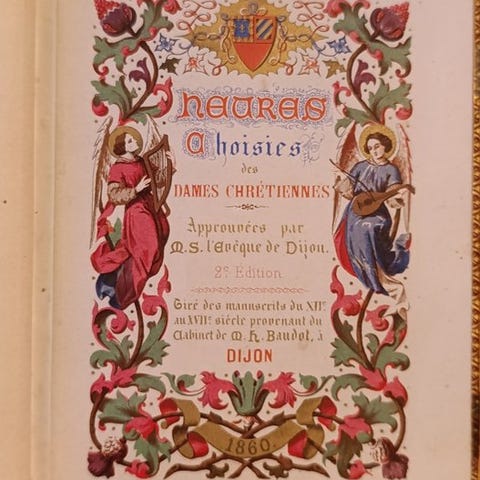 HEURES
Choisies
des
DAMES CHRÉTIENNES
Approuvées par
M.S. l'Evêque de Dijon.
2e Edition
Tiré des manuscrits du XIIe
au XVIIe siècle provenant du
Cabinet de M. H. Baudot, à
DIJON
1860.